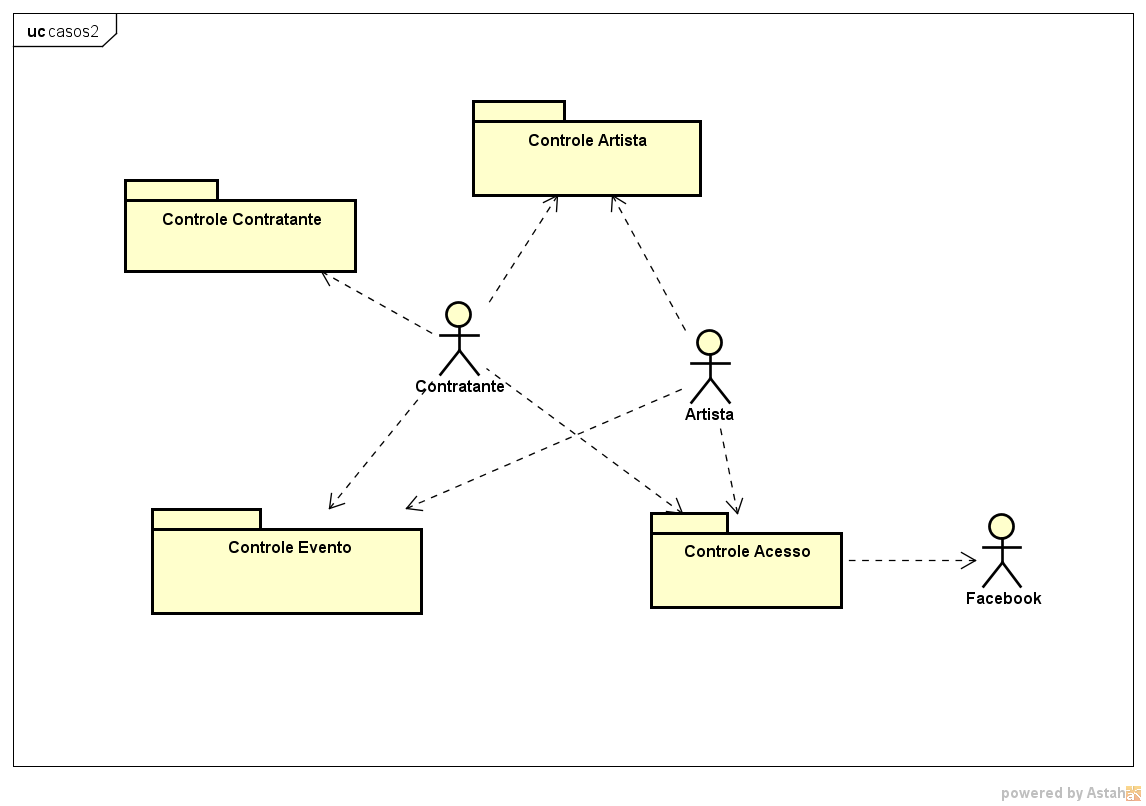 uc casos2
Controle Artista
Controle Contratante
Contratante
Artista
Controle Evento
Controle Acesso
Facebook
powered by Astah